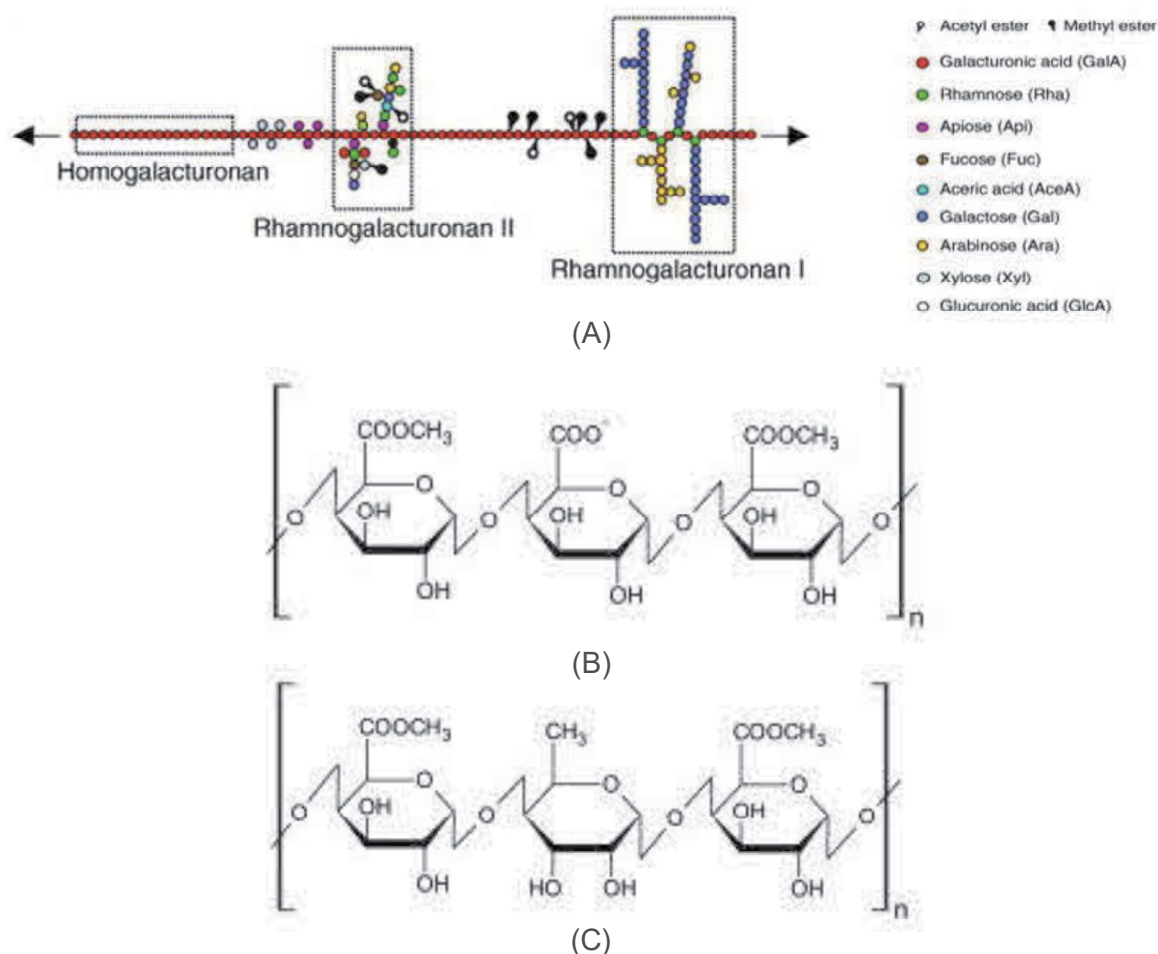 Acetyl ester Methyl ester
Galacturonic acid (GalA)
Rhamnose (Rha)
Apiose (Api)
Fucose (Fuc)
Aceric acid (AceA)
Galactose (Gal)
Arabinose (Ara)
Xylose (Xyl)
Glucuronic acid (GlcA)
Homogalacturonan
Rhamnogalacturonan II
Rhamnogalacturonan I
(A)
COOCH₃ COO⁻ COOCH₃
O O O
OH OH OH
O O O O
OH OH OH
n
(B)
COOCH₃ CH₃ COOCH₃
O O O
OH OH
O O O O
OH HO OH OH
n
(C)